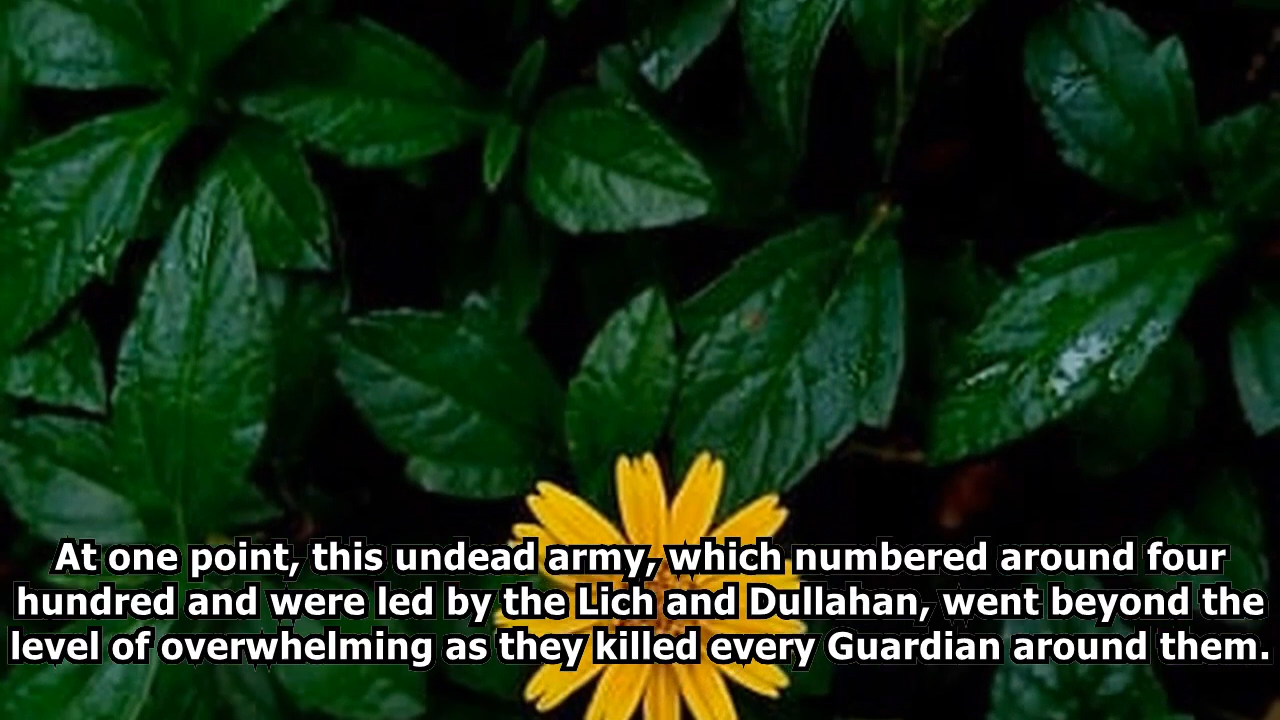 At one point, this undead army, which numbered around four
hundred and were led by the Lich and Dullahan, went beyond the
level of overwhelming as they killed every Guardian around them.